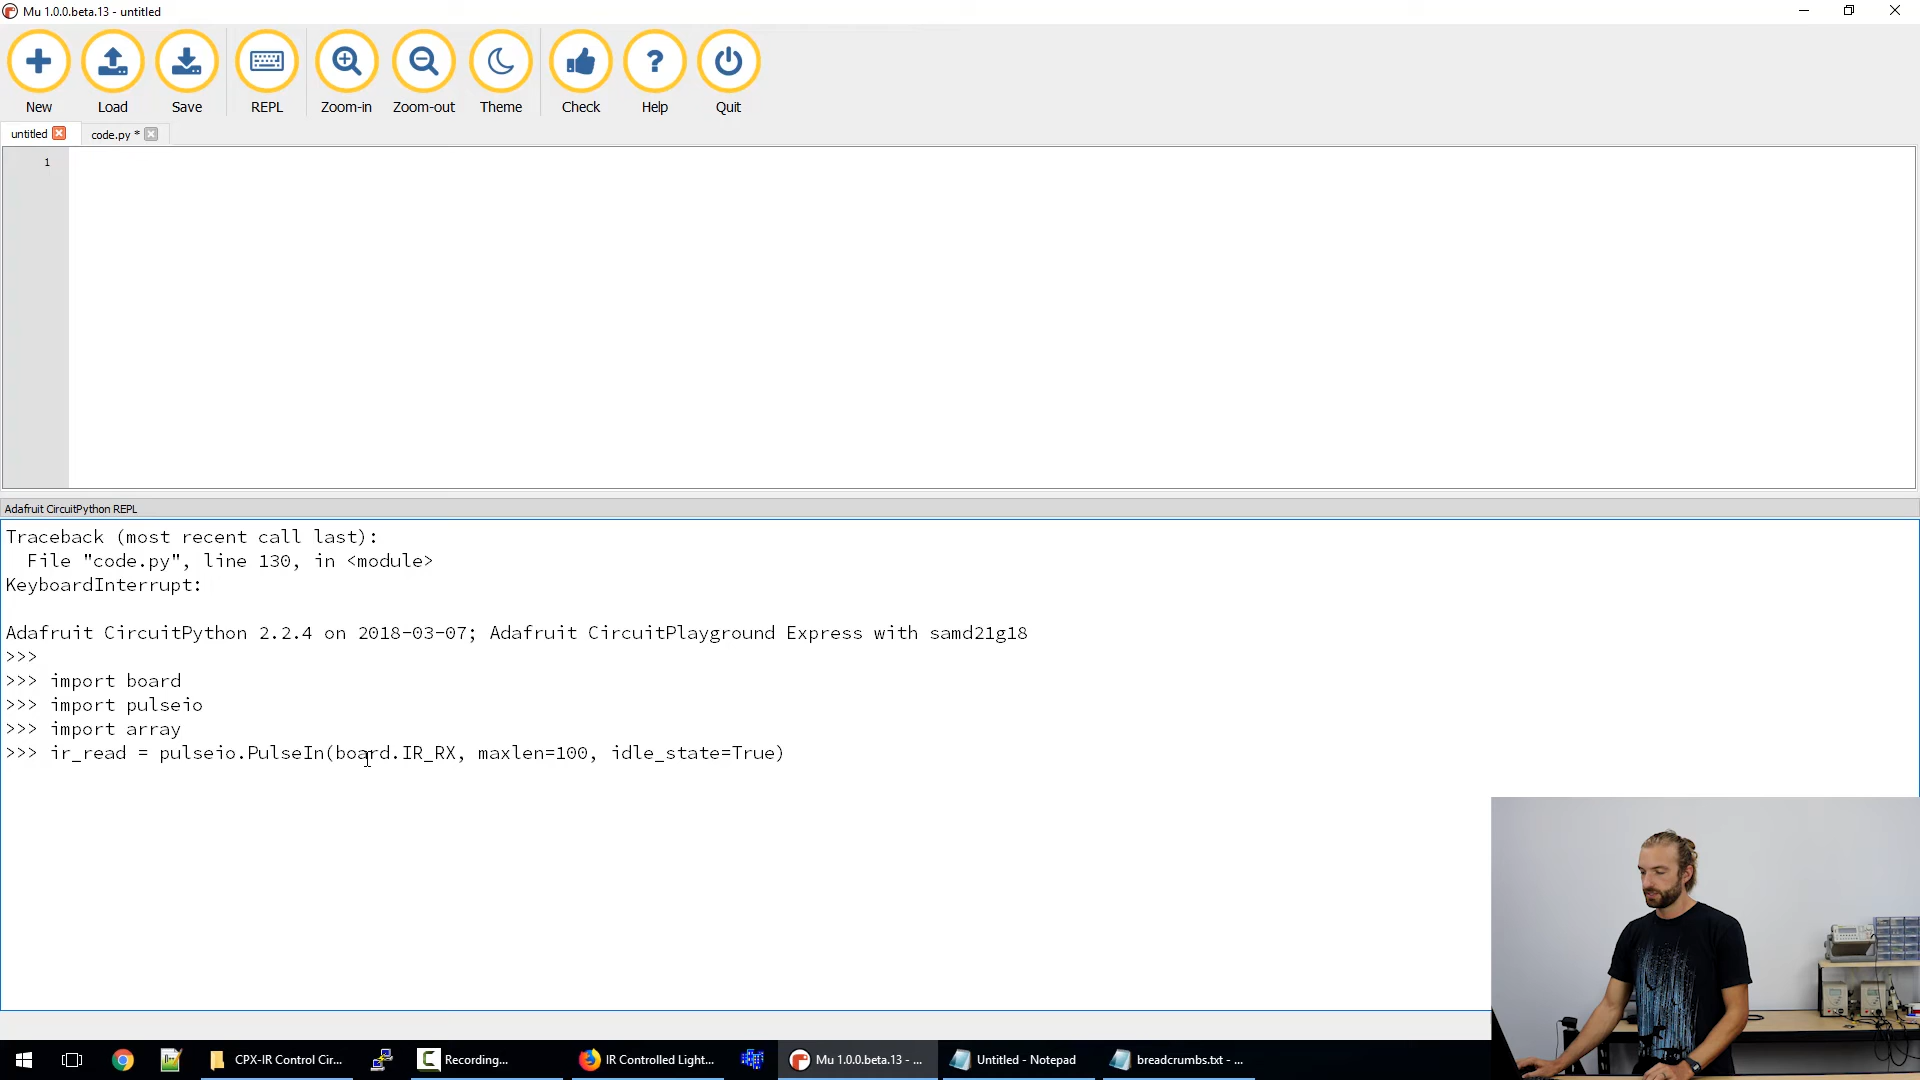 Mu 1.0.0.beta.13 - untitled
New Load Save REPL Zoom-in Zoom-out Theme Check Help Quit
untitled code.py *
1
Adafruit CircuitPython REPL
Traceback (most recent call last):
File "code.py", line 130, in <module>
KeyboardInterrupt:
Adafruit CircuitPython 2.2.4 on 2018-03-07; Adafruit CircuitPlayground Express with samd21g18
>>>
>>> import board
>>> import pulseio
>>> import array
>>> ir_read = pulseio.PulseIn(board.IR_RX, maxlen=100, idle_state=True)
CPX-IR Control Cir... Recording... IR Controlled Light... Mu 1.0.0.beta.13 - ... Untitled - Notepad breadcrumbs.txt - ...